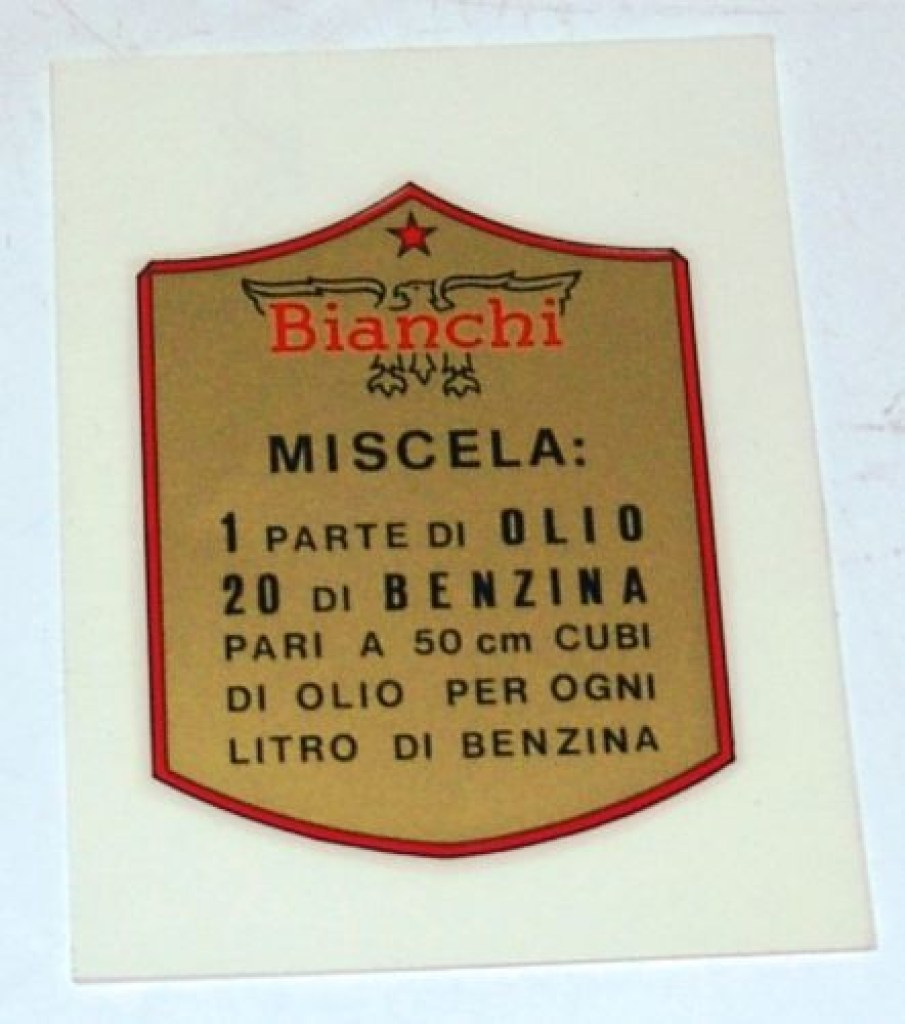 Bianchi
MISCELA:
1 PARTE DI OLIO
20 DI BENZINA
PARI A 50 cm CUBI
DI OLIO PER OGNI
LITRO DI BENZINA